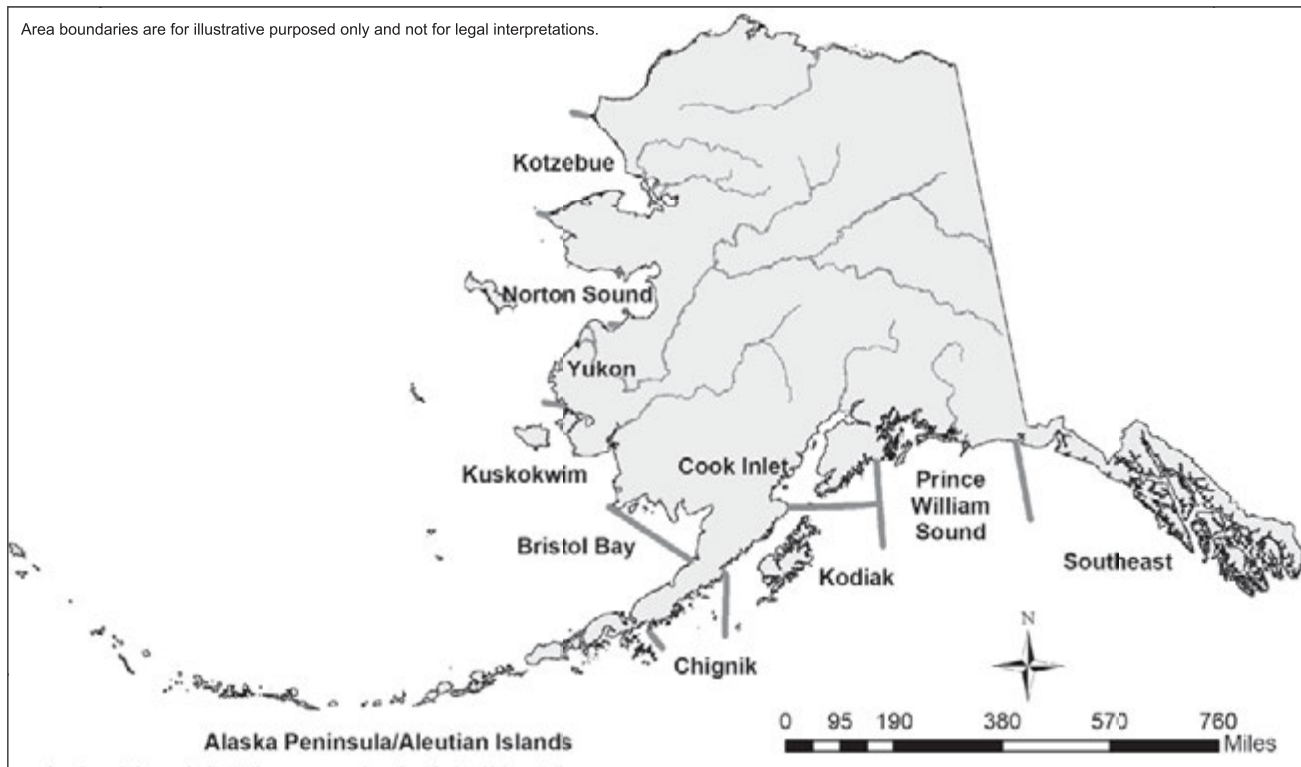 Area boundaries are for illustrative purposed only and not for legal interpretations.
Kotzebue
Norton Sound
Yukon
Kuskokwim
Cook Inlet
Prince
William
Sound
Bristol Bay
Kodiak
Southeast
N
Chignik
0 95 190 380 570 760
Miles
Alaska Peninsula/Aleutian Islands